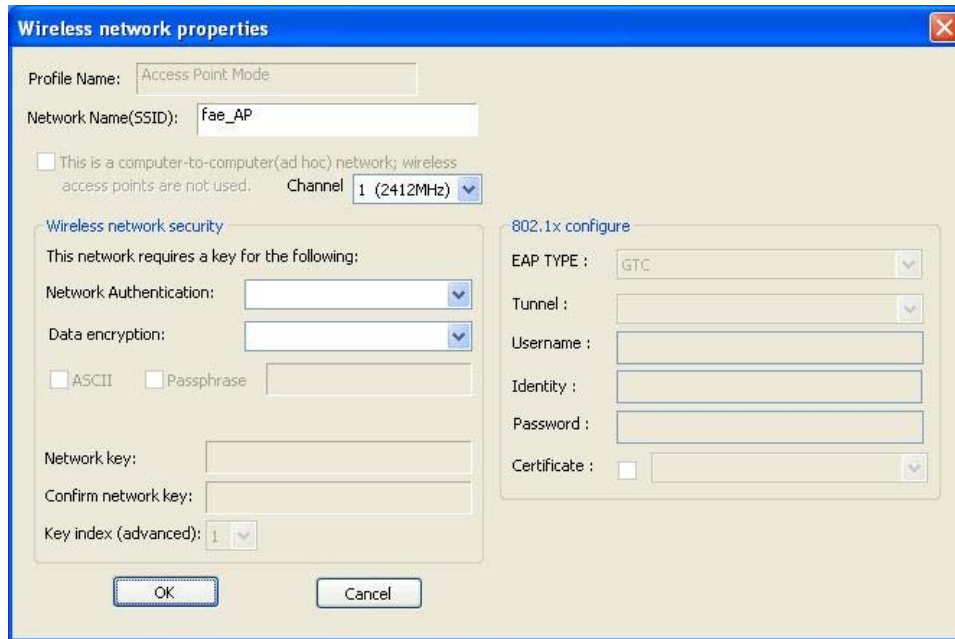 Wireless network properties
Profile Name: Access Point Mode
Network Name(SSID): fae_AP
This is a computer-to-computer(ad hoc) network; wireless
access points are not used. Channel 1 (2412MHz)
Wireless network security
This network requires a key for the following:
Network Authentication:
Data encryption:
ASCII Passphrase
Network key:
Confirm network key:
Key index (advanced): 1
802.1x configure
EAP TYPE : GTC
Tunnel :
Username :
Identity :
Password :
Certificate :
OK Cancel